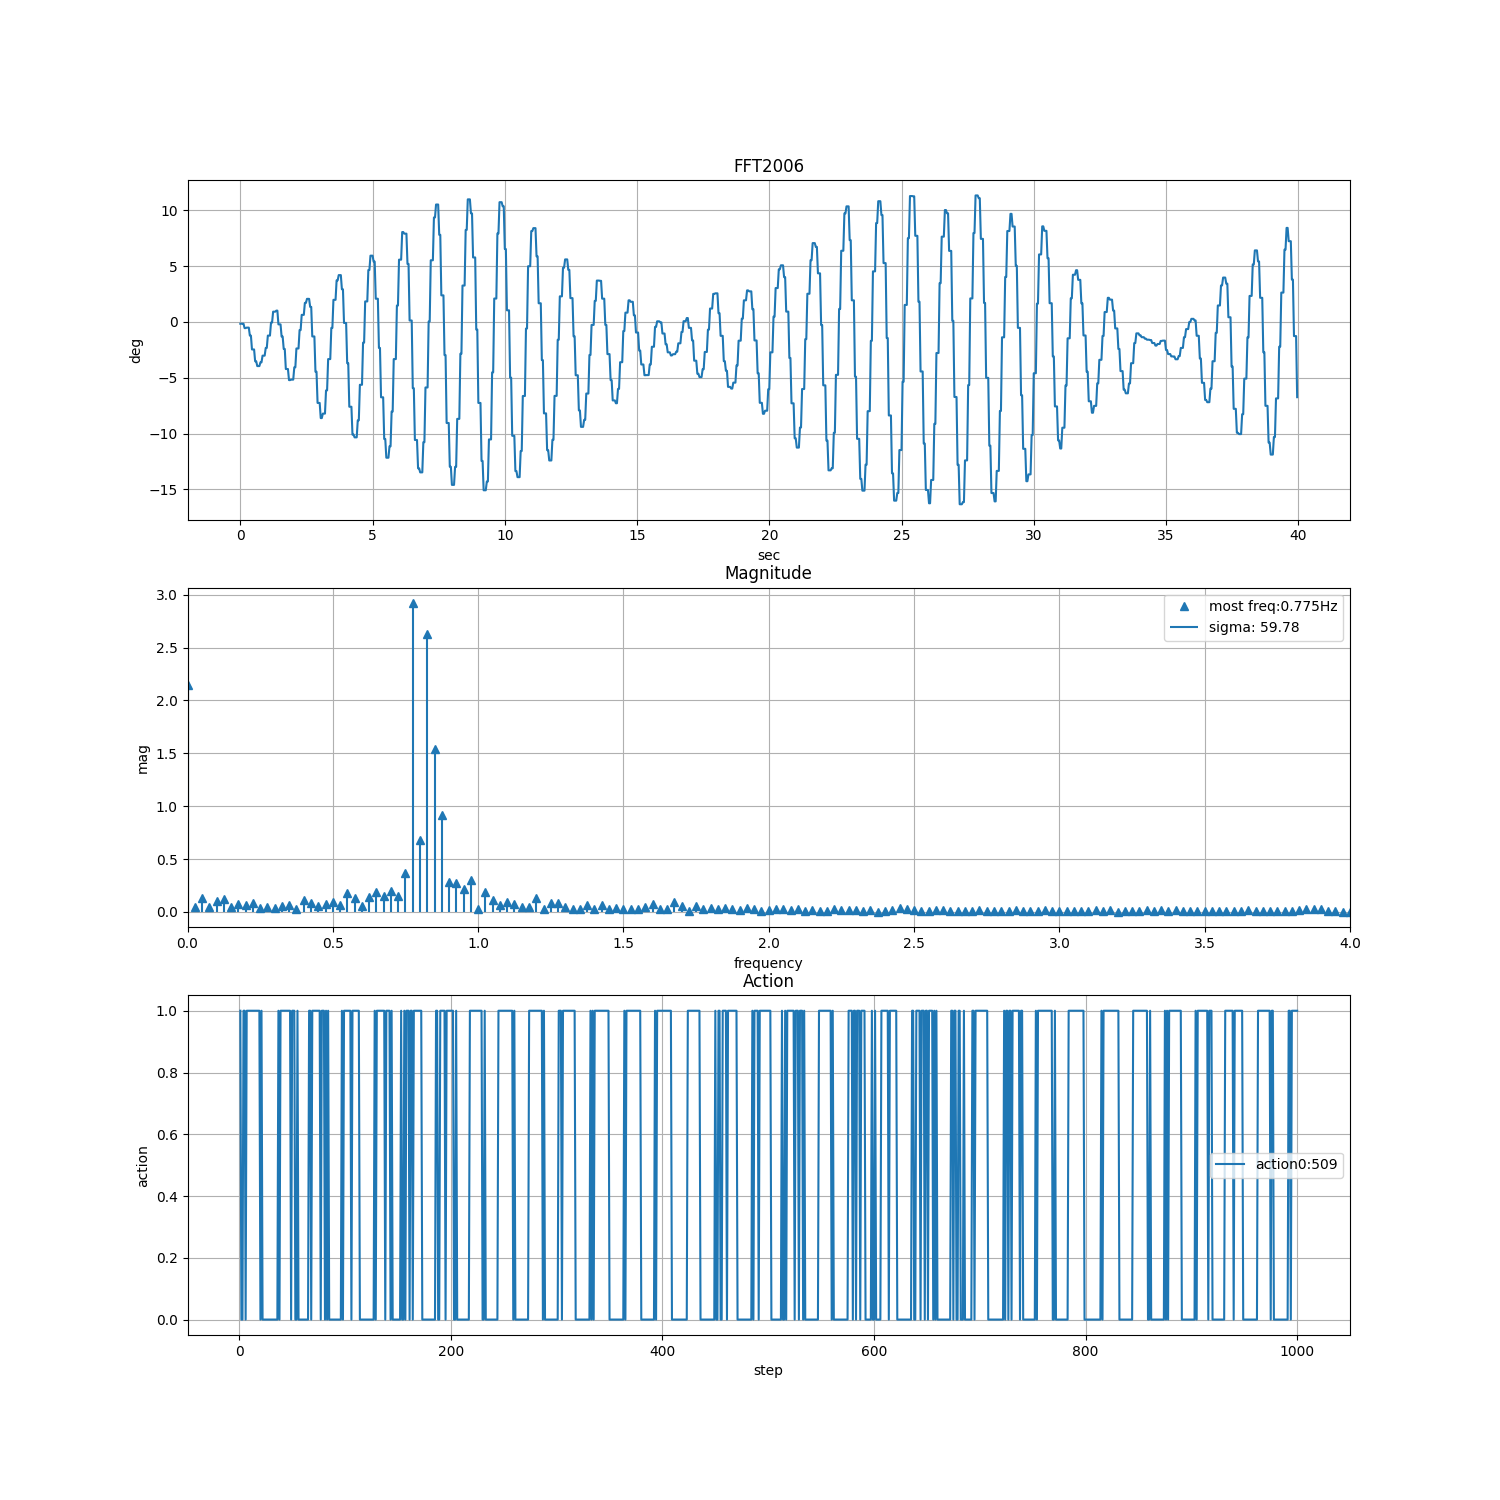 FFT2006
10
5
0
−5
−10
−15
deg
0 5 10 15 20 25 30 35 40
sec
Magnitude
3.0
2.5
2.0
1.5
1.0
0.5
0.0
mag
most freq:0.775Hz
sigma: 59.78
0.0 0.5 1.0 1.5 2.0 2.5 3.0 3.5 4.0
frequency
Action
1.0
0.8
0.6
0.4
0.2
0.0
action
action0:509
0 200 400 600 800 1000
step